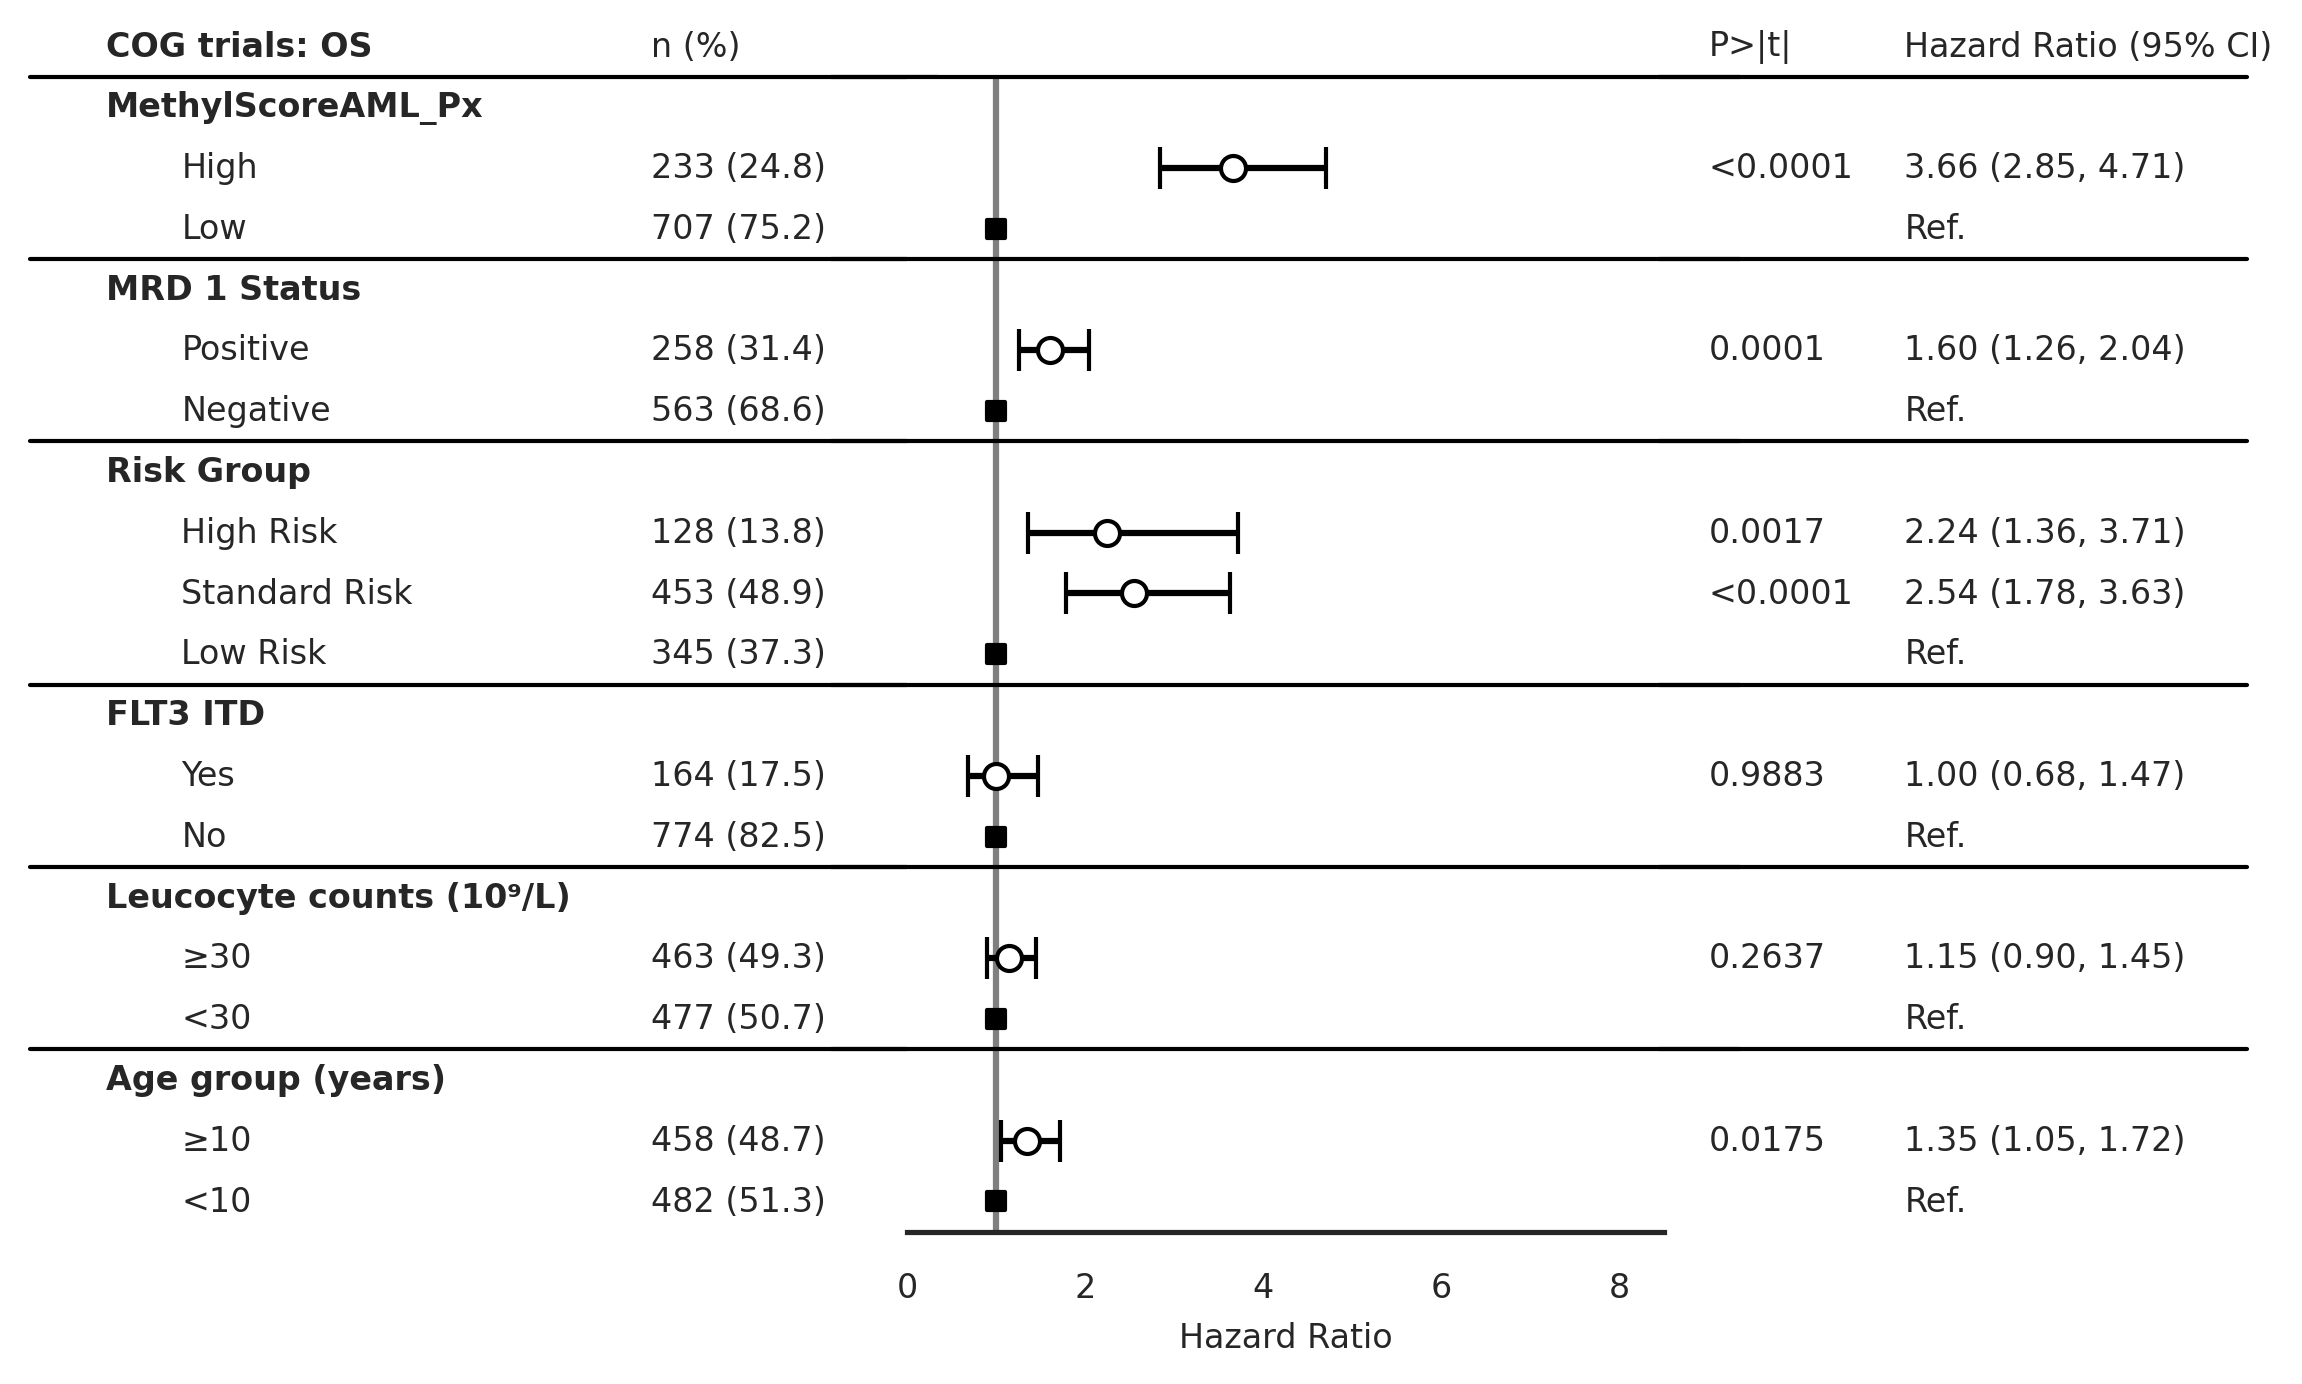 COG trials: OS n (%) P>|t| Hazard Ratio (95% CI)
MethylScoreAML_Px
High 233 (24.8) <0.0001 3.66 (2.85, 4.71)
Low 707 (75.2) Ref.
MRD 1 Status
Positive 258 (31.4) 0.0001 1.60 (1.26, 2.04)
Negative 563 (68.6) Ref.
Risk Group
High Risk 128 (13.8) 0.0017 2.24 (1.36, 3.71)
Standard Risk 453 (48.9) <0.0001 2.54 (1.78, 3.63)
Low Risk 345 (37.3) Ref.
FLT3 ITD
Yes 164 (17.5) 0.9883 1.00 (0.68, 1.47)
No 774 (82.5) Ref.
Leucocyte counts (10⁹/L)
≥30 463 (49.3) 0.2637 1.15 (0.90, 1.45)
<30 477 (50.7) Ref.
Age group (years)
≥10 458 (48.7) 0.0175 1.35 (1.05, 1.72)
<10 482 (51.3) Ref.
0 2 4 6 8
Hazard Ratio